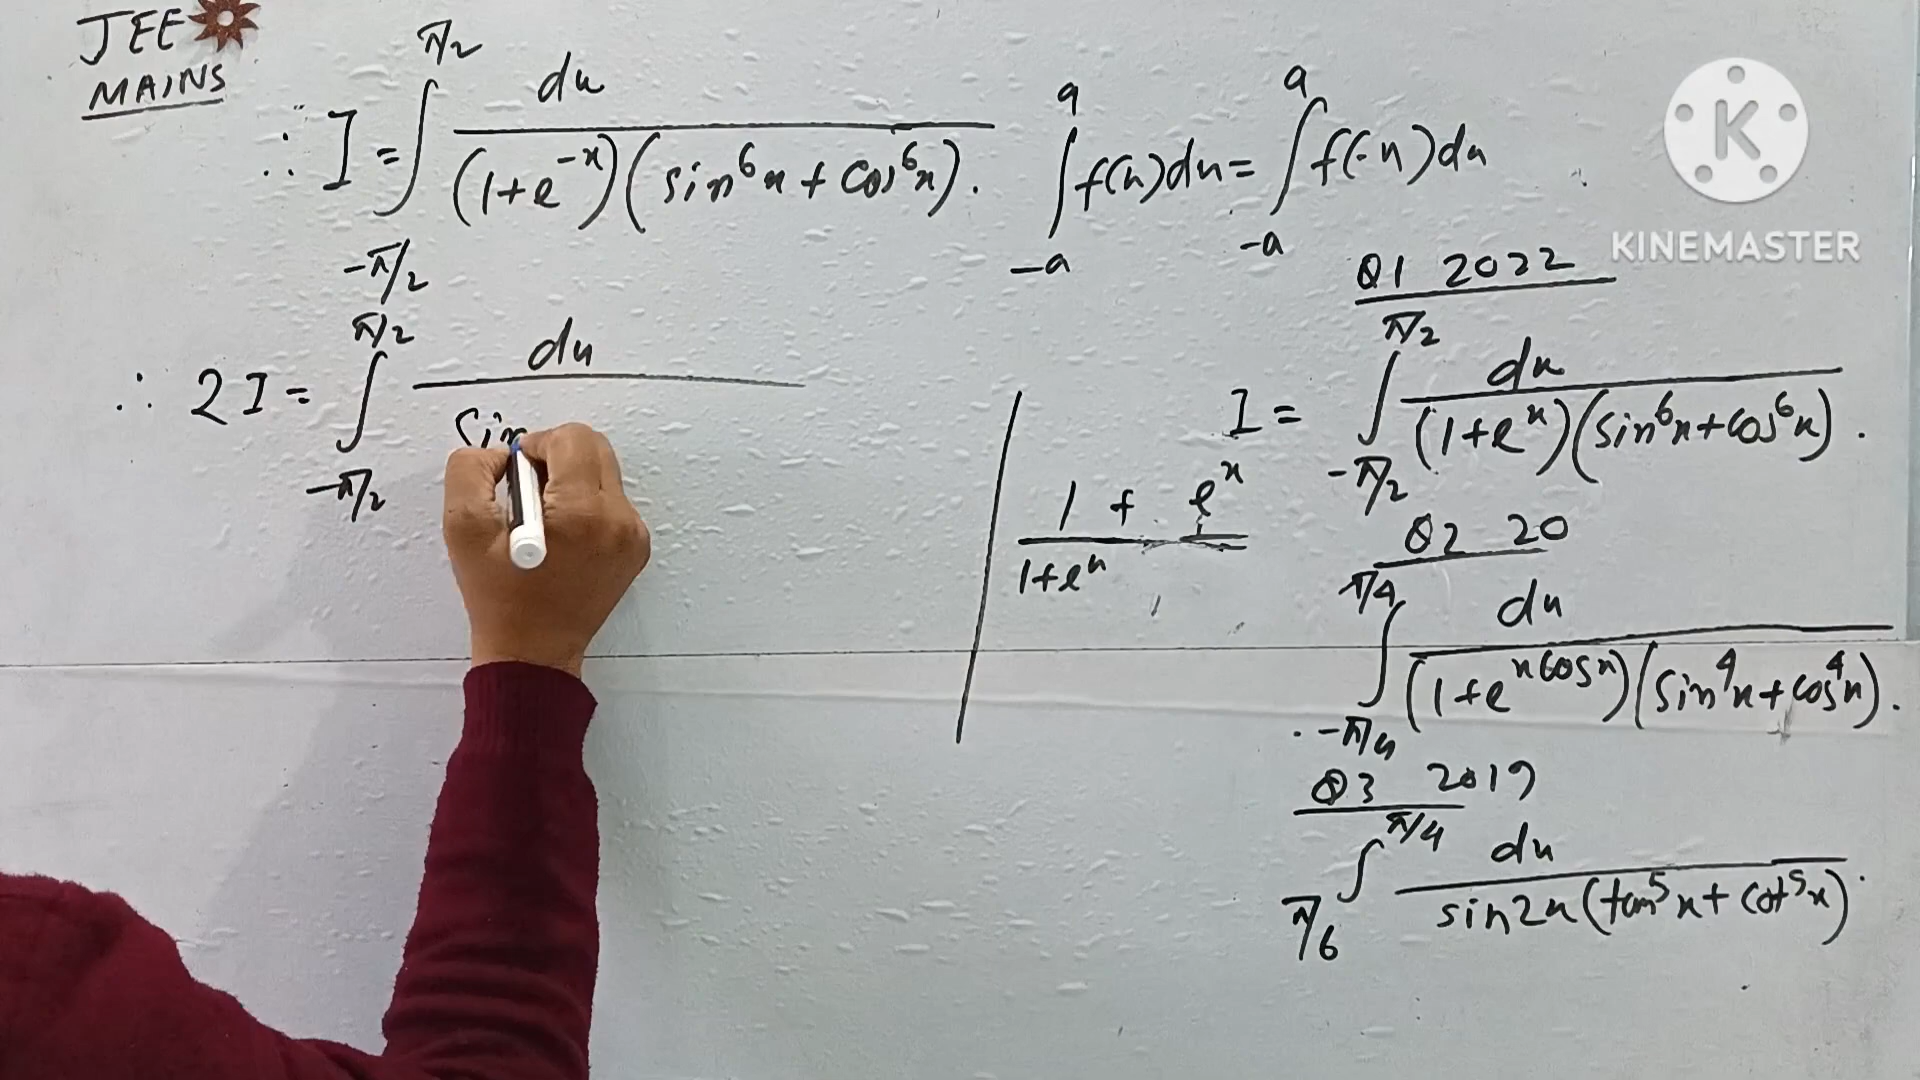 JEE
MAINS
∴ I = ∫_{-π/2}^{π/2} dx / (1+e^{-x})(sin⁶x + cos⁶x).
∫_{-a}^{a} f(x)dx = ∫_{-a}^{a} f(-x)dx
K
KINEMASTER
∴ 2I = ∫_{-π/2}^{π/2} dx / sin
1 + e^x
1+e^x
Q1 2022
I = ∫_{-π/2}^{π/2} dx / (1+e^x)(sin⁶x+cos⁶x).
Q2 20
∫_{-π/4}^{π/4} dx / (1+e^{x cos x})(sin⁴x+cos⁴x).
Q3 2019
∫_{π/6}^{π/4} dx / sin2x(tan⁵x+cot⁵x).